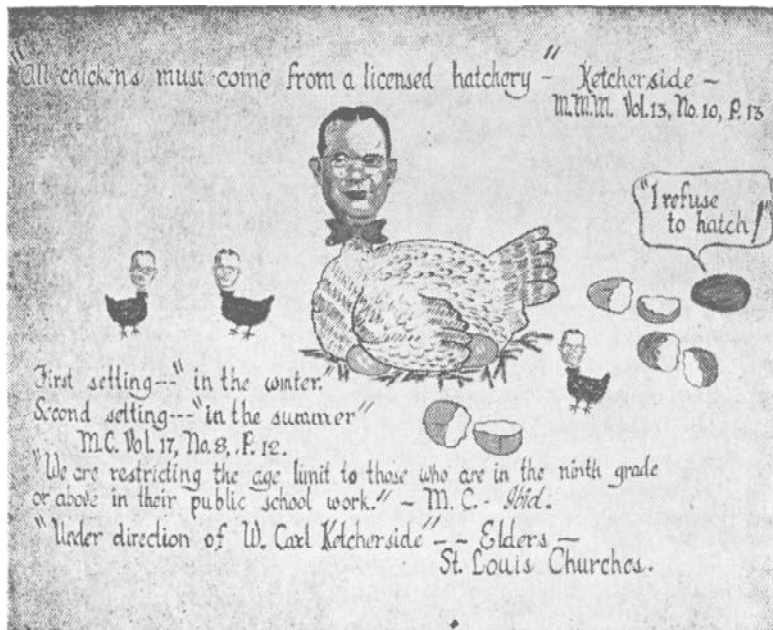 "All chickens must come from a licensed hatchery"- Ketcherside -
M.M.M. Vol.13, No.10, P.13
"I refuse
to hatch!"
First setting---"in the winter."
Second setting---"in the summer"
M.C. Vol.17, No.8, P.12.
"We are restricting the age limit to those who are in the ninth grade
or above in their public school work." - M.C.- Ibid.
"Under direction of W. Carl Ketcherside"-- Elders -
St. Louis Churches.